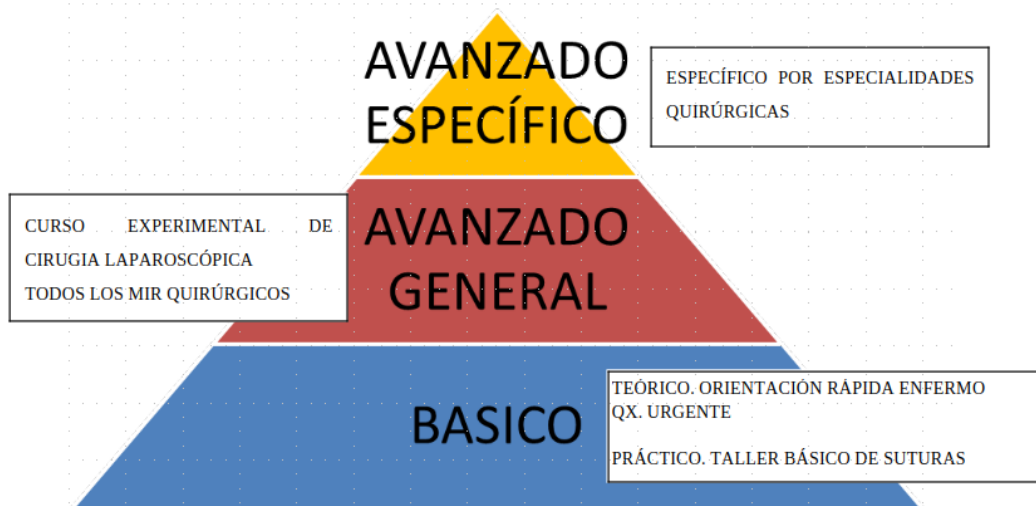 AVANZADO
ESPECÍFICO
ESPECÍFICO POR ESPECIALIDADES
QUIRÚRGICAS
AVANZADO
GENERAL
CURSO EXPERIMENTAL DE
CIRUGIA LAPAROSCÓPICA
TODOS LOS MIR QUIRÚRGICOS
BASICO
TEÓRICO. ORIENTACIÓN RÁPIDA ENFERMO
QX. URGENTE
PRÁCTICO. TALLER BÁSICO DE SUTURAS